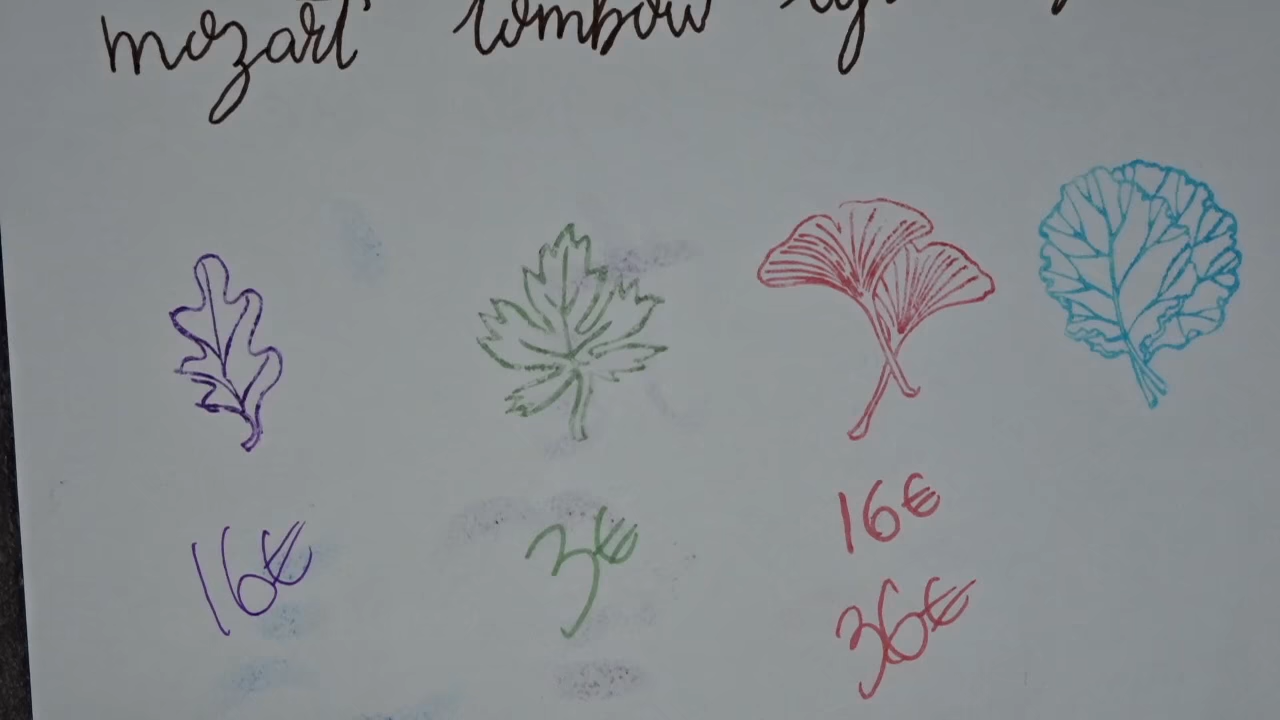 mozart tombow
16€ 3€ 16€
36€